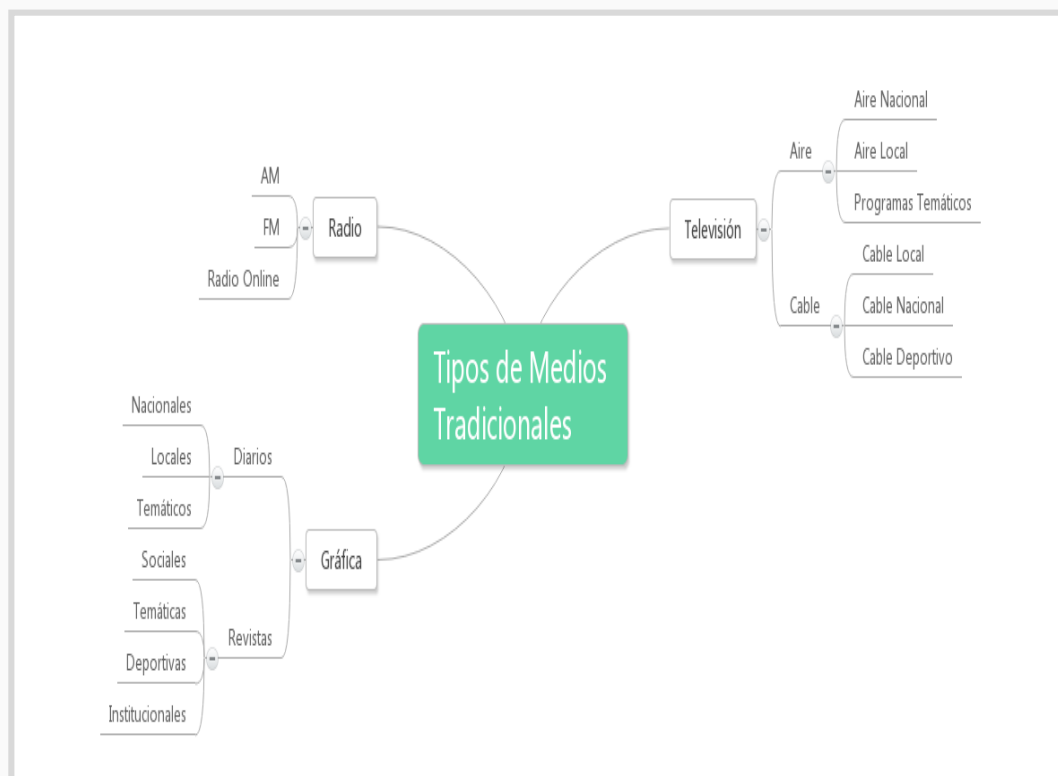 Tipos de Medios
Tradicionales
Radio
AM
FM
Radio Online
Televisión
Aire
Aire Nacional
Aire Local
Programas Temáticos
Cable
Cable Local
Cable Nacional
Cable Deportivo
Gráfica
Diarios
Nacionales
Locales
Temáticos
Revistas
Sociales
Temáticas
Deportivas
Institucionales